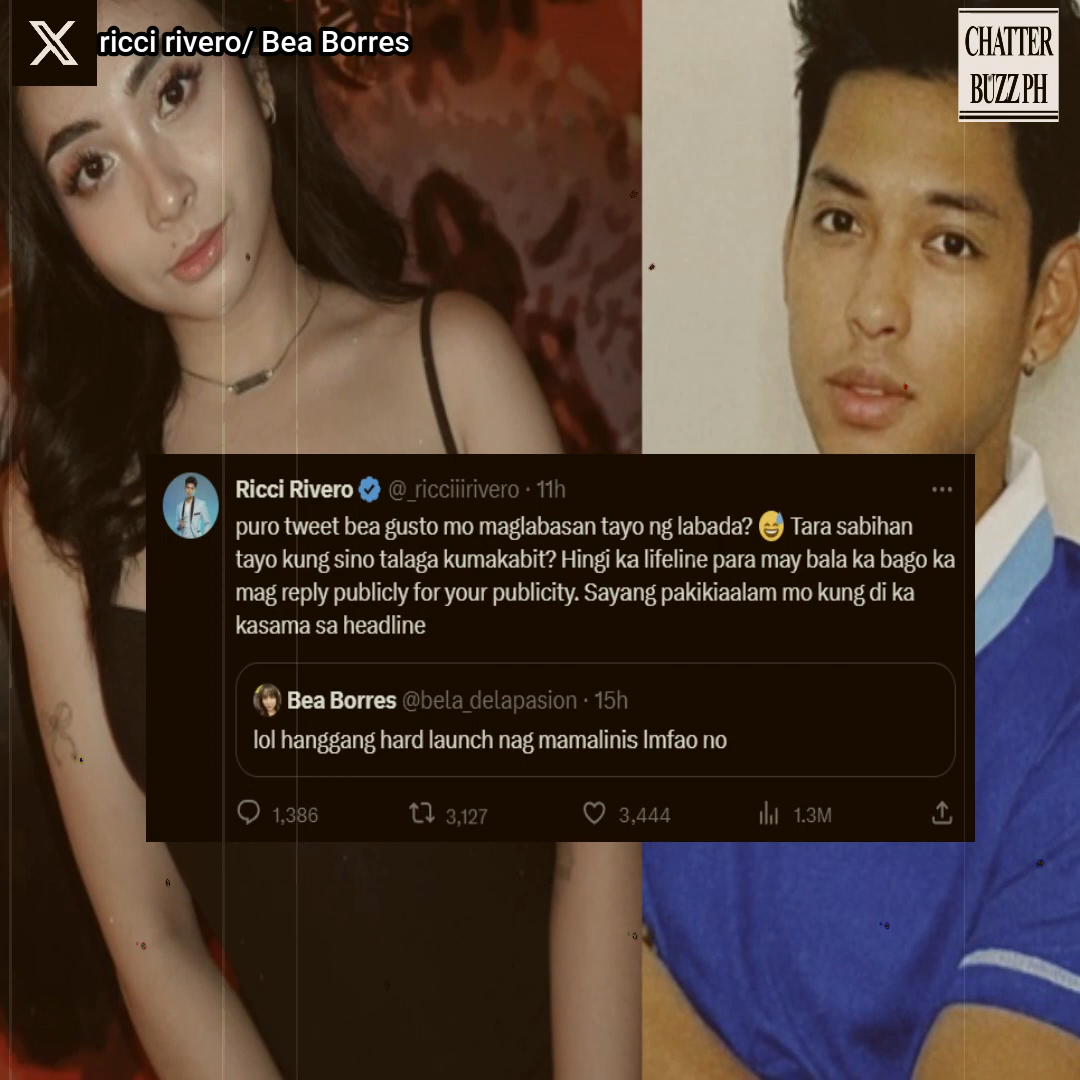 ricci rivero/ Bea Borres
CHATTER
BUZZ PH
Ricci Rivero @_ricciiirivero · 11h
puro tweet bea gusto mo maglabasan tayo ng labada? 😅 Tara sabihan
tayo kung sino talaga kumakabit? Hingi ka lifeline para may bala ka bago ka
mag reply publicly for your publicity. Sayang pakikiaalam mo kung di ka
kasama sa headline
Bea Borres @bela_delapasion · 15h
lol hanggang hard launch nag mamalinis lmfao no
1,386 3,127 3,444 1.3M